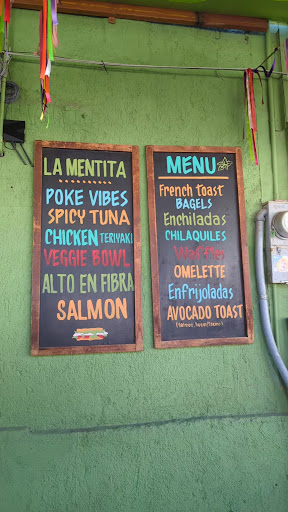 LA MENTITA
POKE VIBES
SPICY TUNA
CHICKEN TERIYAKI
VEGGIE BOWL
ALTO EN FIBRA
SALMON
MENU
French Toast
BAGELS
Enchiladas
CHILAQUILES
Waffles
OMELETTE
Enfrijoladas
AVOCADO TOAST